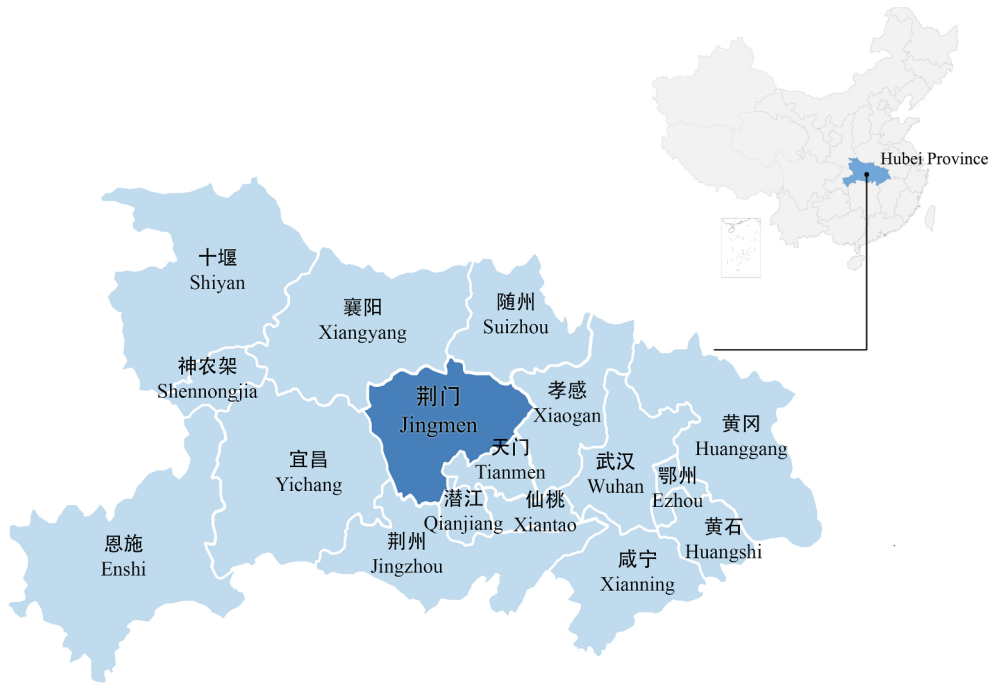 Hubei Province
十堰
Shiyan
襄阳
Xiangyang
随州
Suizhou
神农架
Shennongjia
荆门
Jingmen
孝感
Xiaogan
黄冈
Huanggang
天门
Tianmen
宜昌
Yichang
武汉
Wuhan
鄂州
Ezhou
潜江
Qianjiang
仙桃
Xiantao
黄石
Huangshi
荆州
Jingzhou
恩施
Enshi
咸宁
Xianning